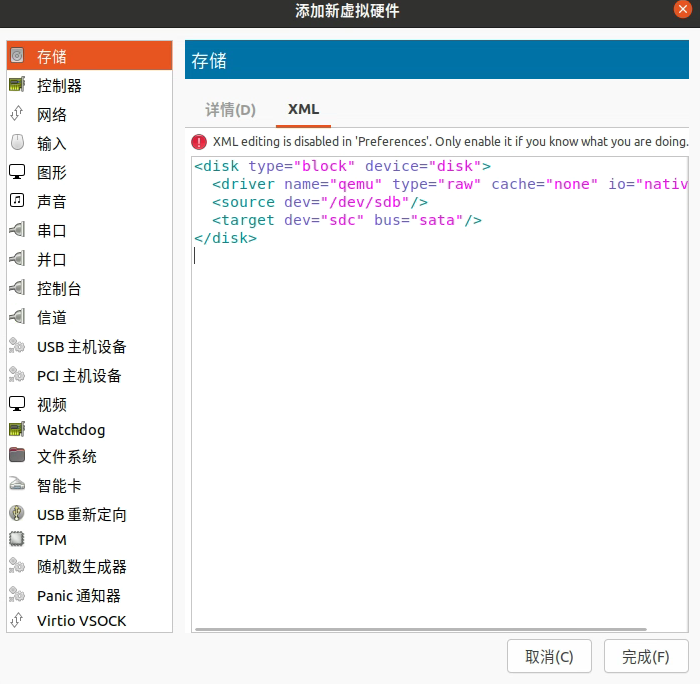 添加新虚拟硬件
存储
控制器
网络
输入
图形
声音
串口
并口
控制台
信道
USB 主机设备
PCI 主机设备
视频
Watchdog
文件系统
智能卡
USB 重新定向
TPM
随机数生成器
Panic 通知器
Virtio VSOCK
存储
详情(D) XML
XML editing is disabled in 'Preferences'. Only enable it if you know what you are doing.
<disk type="block" device="disk">
  <driver name="qemu" type="raw" cache="none" io="nativ
  <source dev="/dev/sdb"/>
  <target dev="sdc" bus="sata"/>
</disk>
取消(C) 完成(F)